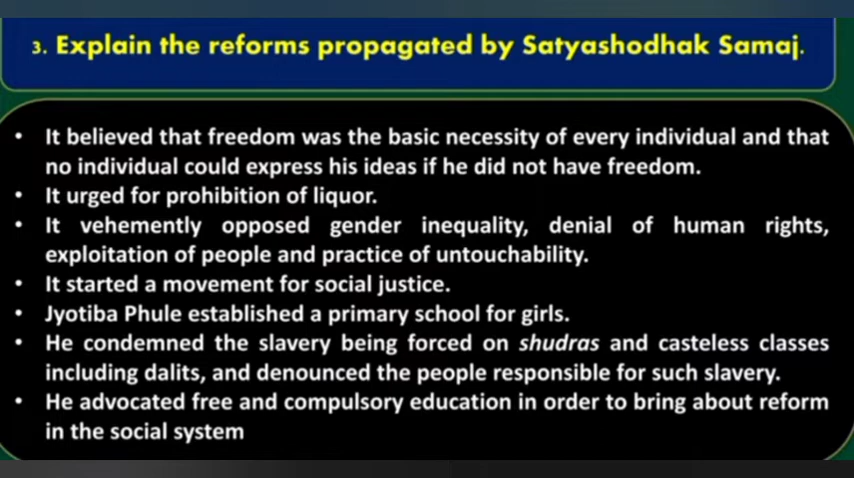 3. Explain the reforms propagated by Satyashodhak Samaj.
• It believed that freedom was the basic necessity of every individual and that
no individual could express his ideas if he did not have freedom.
• It urged for prohibition of liquor.
• It vehemently opposed gender inequality, denial of human rights,
exploitation of people and practice of untouchability.
• It started a movement for social justice.
• Jyotiba Phule established a primary school for girls.
• He condemned the slavery being forced on shudras and casteless classes
including dalits, and denounced the people responsible for such slavery.
• He advocated free and compulsory education in order to bring about reform
in the social system